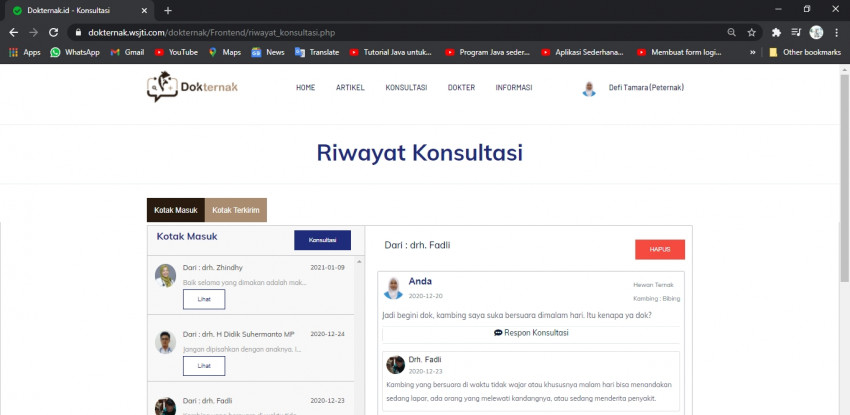 Dokternak.id - Konsultasi
dokternak.wsjti.com/dokternak/Frontend/riwayat_konsultasi.php
Apps WhatsApp Gmail YouTube Maps News Translate Tutorial Java untuk... Program Java seder... Aplikasi Sederhana... Membuat form logi... » Other bookmarks
Dokternak HOME ARTIKEL KONSULTASI DOKTER INFORMASI Defi Tamara (Peternak)
Riwayat Konsultasi
Kotak Masuk Kotak Terkirim
Kotak Masuk Konsultasi
Dari : drh. Zhindhy 2021-01-09
Baik selama yang dimakan adalah mak...
Lihat
Dari : drh. H Didik Suhermanto MP 2020-12-24
jangan dipisahkan dengan anaknya, i...
Lihat
Dari : drh. Fadli 2020-12-23
Dari : drh. Fadli HAPUS
Anda Hewan Ternak
2020-12-20 Kambing : Bibing
Jadi begini dok, kambing saya suka bersuara dimalam hari. Itu kenapa ya dok?
Respon Konsultasi
Drh. Fadli
2020-12-23
Kambing yang bersuara di waktu tidak wajar atau khususnya malam hari bisa menandakan
sedang lapar, ada orang yang melewati kandangnya, atau sedang menderita penyakit.